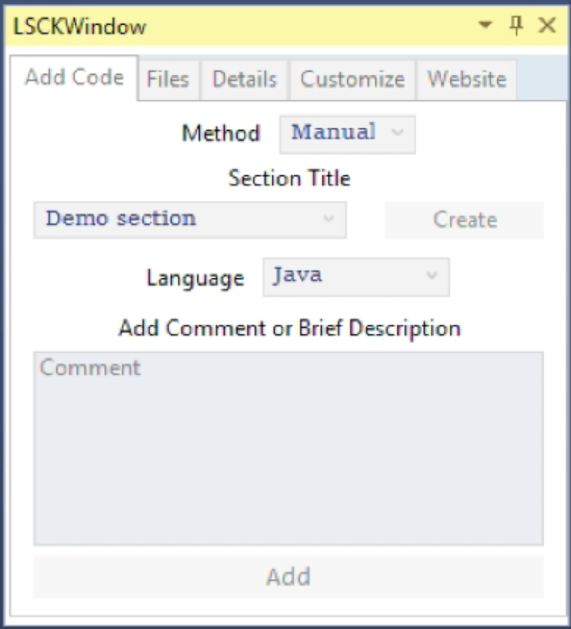 LSCKWindow
Add Code Files Details Customize Website
Method Manual
Section Title
Demo section Create
Language Java
Add Comment or Brief Description
Comment
Add